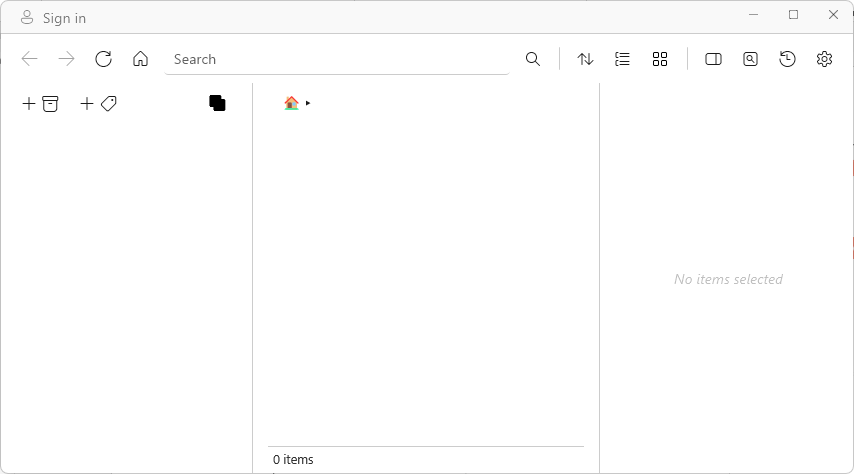 Sign in
Search
No items selected
0 items